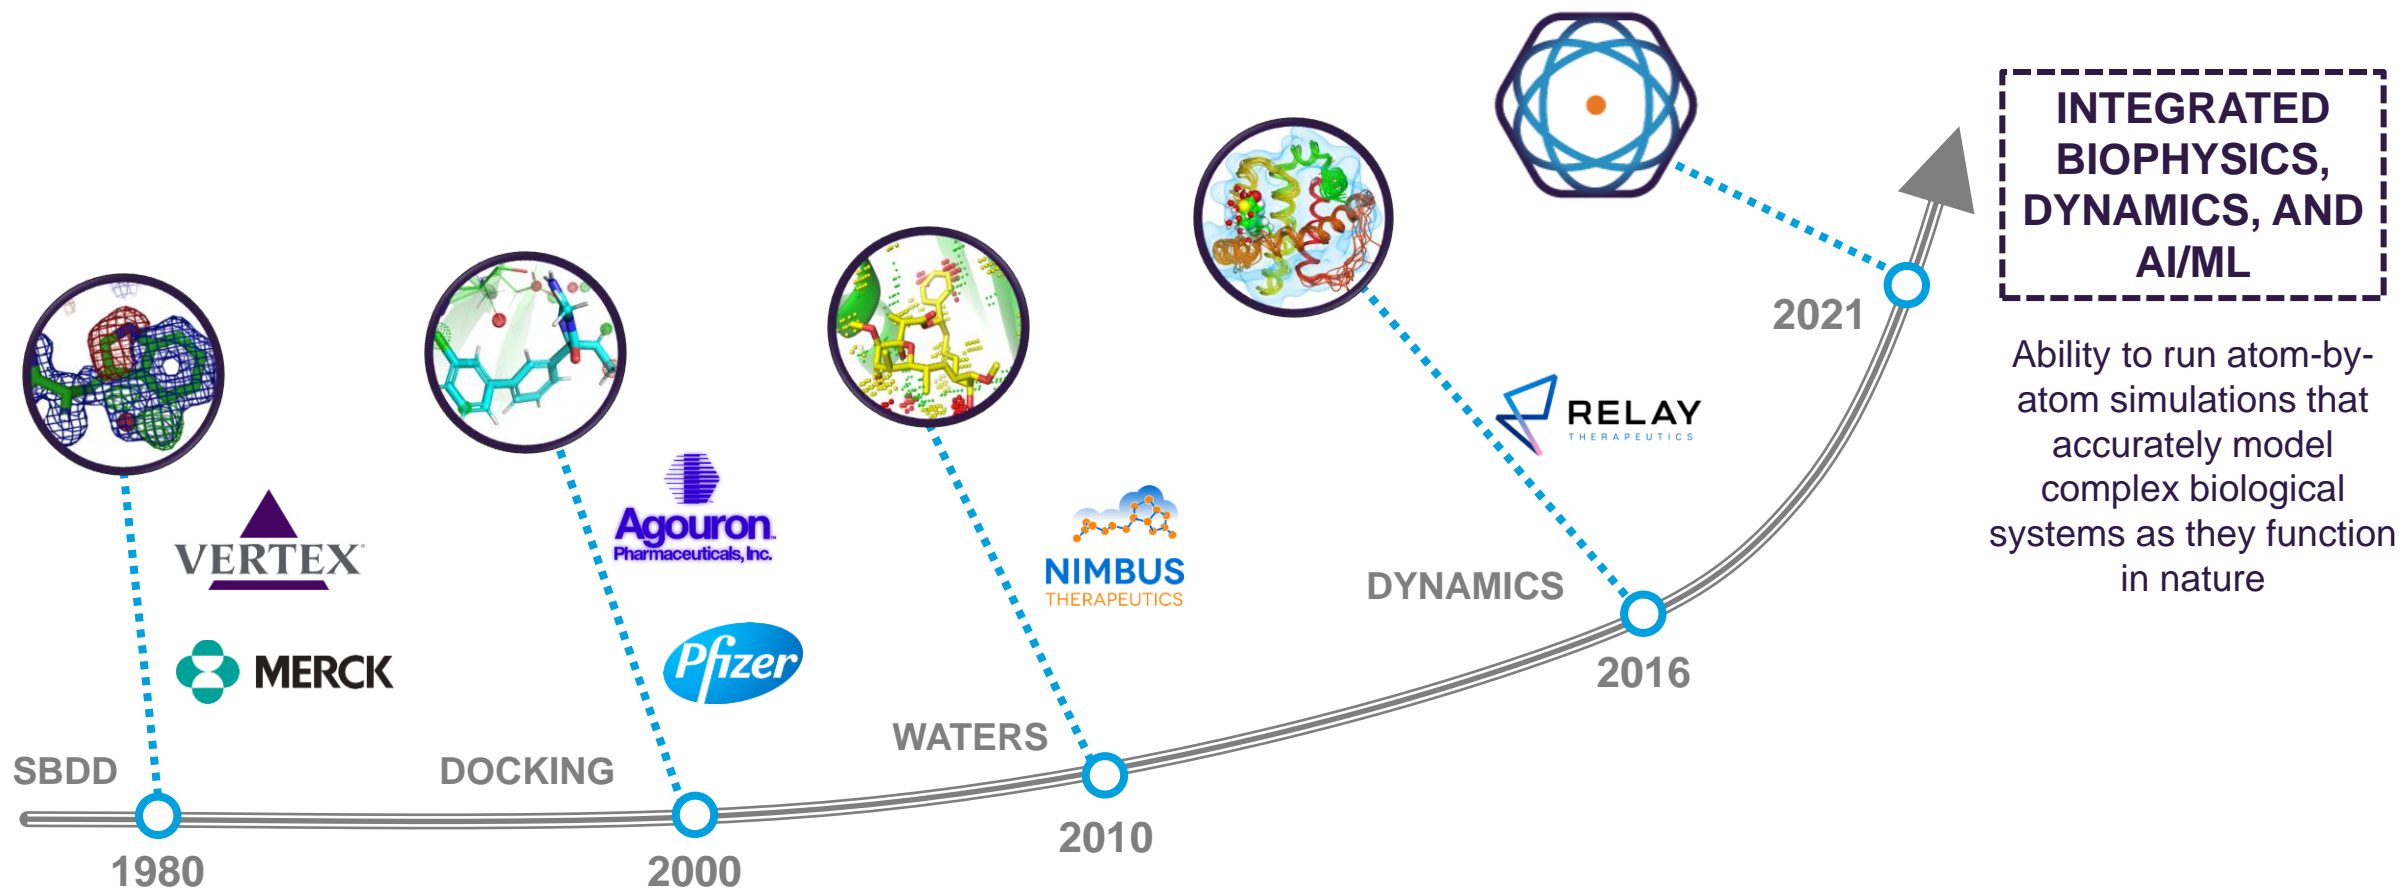 SBDD
1980
VERTEX
MERCK
DOCKING
2000
Agouron
Pharmaceuticals, Inc.
Pfizer
WATERS
2010
NIMBUS
THERAPEUTICS
DYNAMICS
2016
RELAY
THERAPEUTICS
2021
INTEGRATED
BIOPHYSICS,
DYNAMICS, AND
AI/ML
Ability to run atom-by-
atom simulations that
accurately model
complex biological
systems as they function
in nature